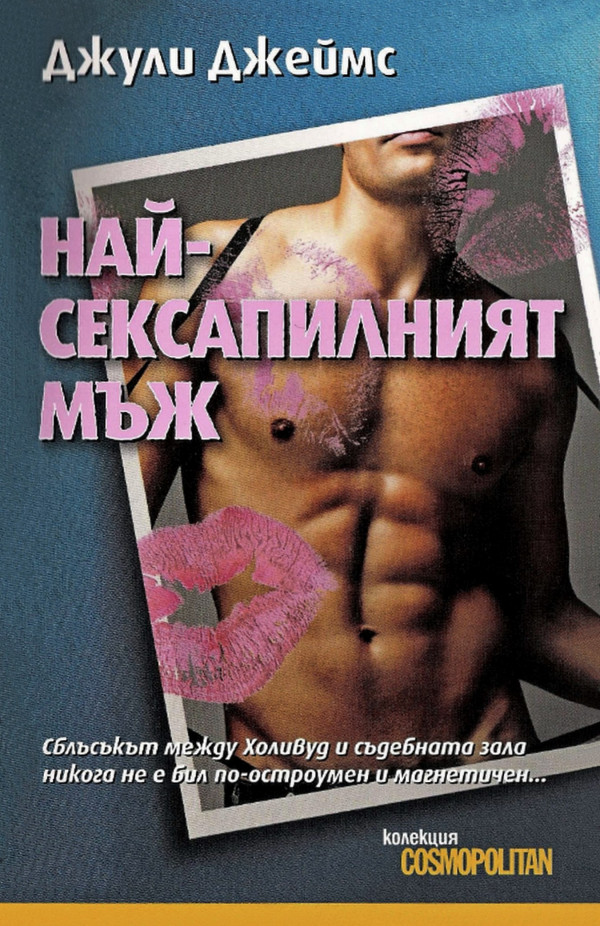 Джули Джеймс
НАЙ-
СЕКСАПИЛНИЯТ
МЪЖ
Сблъсъкът между Холивуд и съдебната зала
никога не е бил по-остроумен и магнетичен...
колекция
COSMOPOLITAN